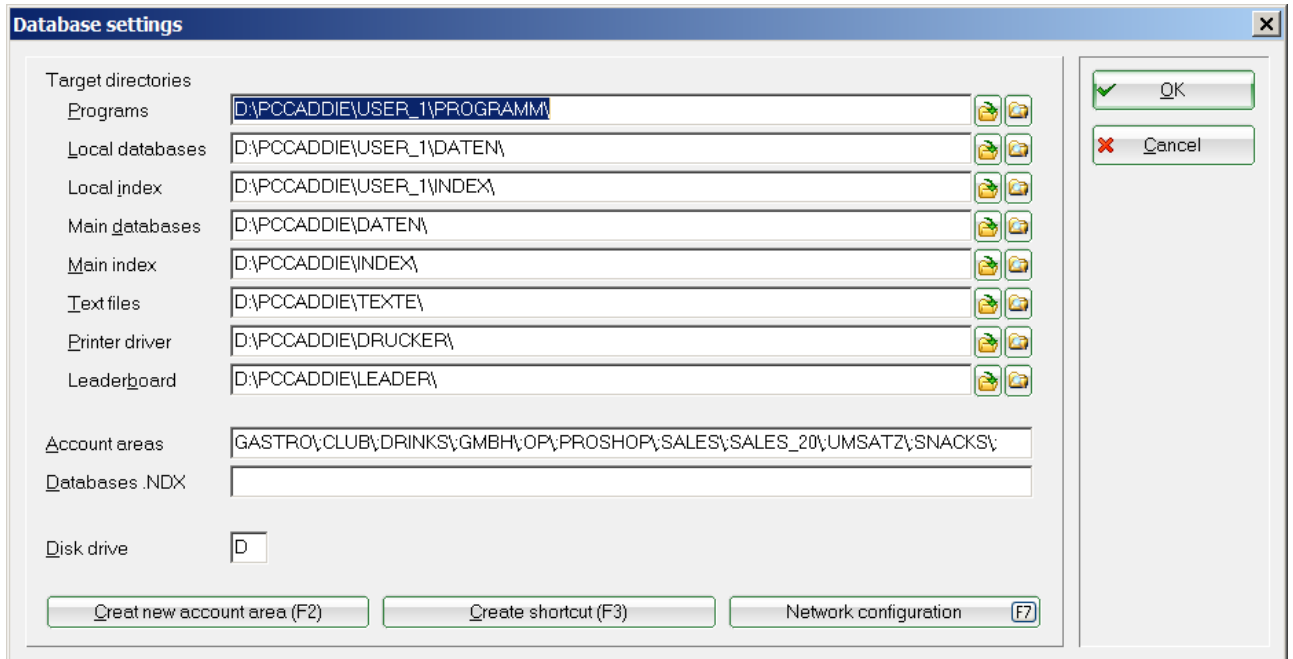 Database settings
Target directories
Programs D:\PCCADDIE\USER_1\PROGRAMM\
Local databases D:\PCCADDIE\USER_1\DATEN\
Local index D:\PCCADDIE\USER_1\INDEX\
Main databases D:\PCCADDIE\DATEN\
Main index D:\PCCADDIE\INDEX\
Text files D:\PCCADDIE\TEXTE\
Printer driver D:\PCCADDIE\DRUCKER\
Leaderboard D:\PCCADDIE\LEADER\
Account areas GASTRO\;CLUB\;DRINKS\;GMBH\;OP\;PROSHOP\;SALES\;SALES_20\;UMSATZ\;SNACKS\;
Databases .NDX
Disk drive D
Creat new account area (F2) Create shortcut (F3) Network configuration F7
OK
Cancel